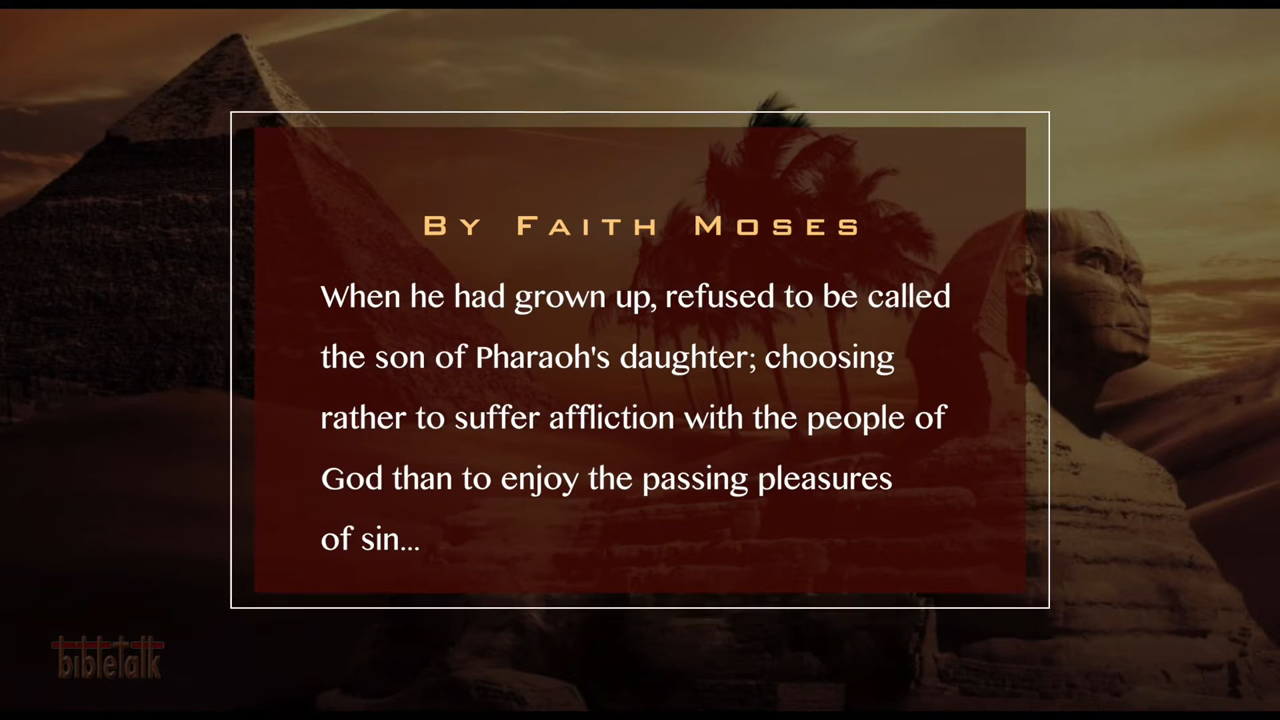 By Faith Moses
When he had grown up, refused to be called
the son of Pharaoh's daughter; choosing
rather to suffer affliction with the people of
God than to enjoy the passing pleasures
of sin...
bibletalk